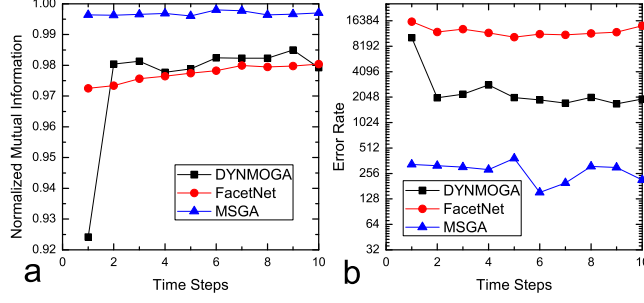 1.00
0.99
0.98
0.97
0.96
0.95
0.94
0.93
0.92
Normalized Mutual Information
DYNMOGA
FacetNet
MSGA
0 2 4 6 8 10
Time Steps
a
16384
8192
4096
2048
1024
512
256
128
64
32
Error Rate
DYNMOGA
FacetNet
MSGA
0 2 4 6 8 10
Time Steps
b